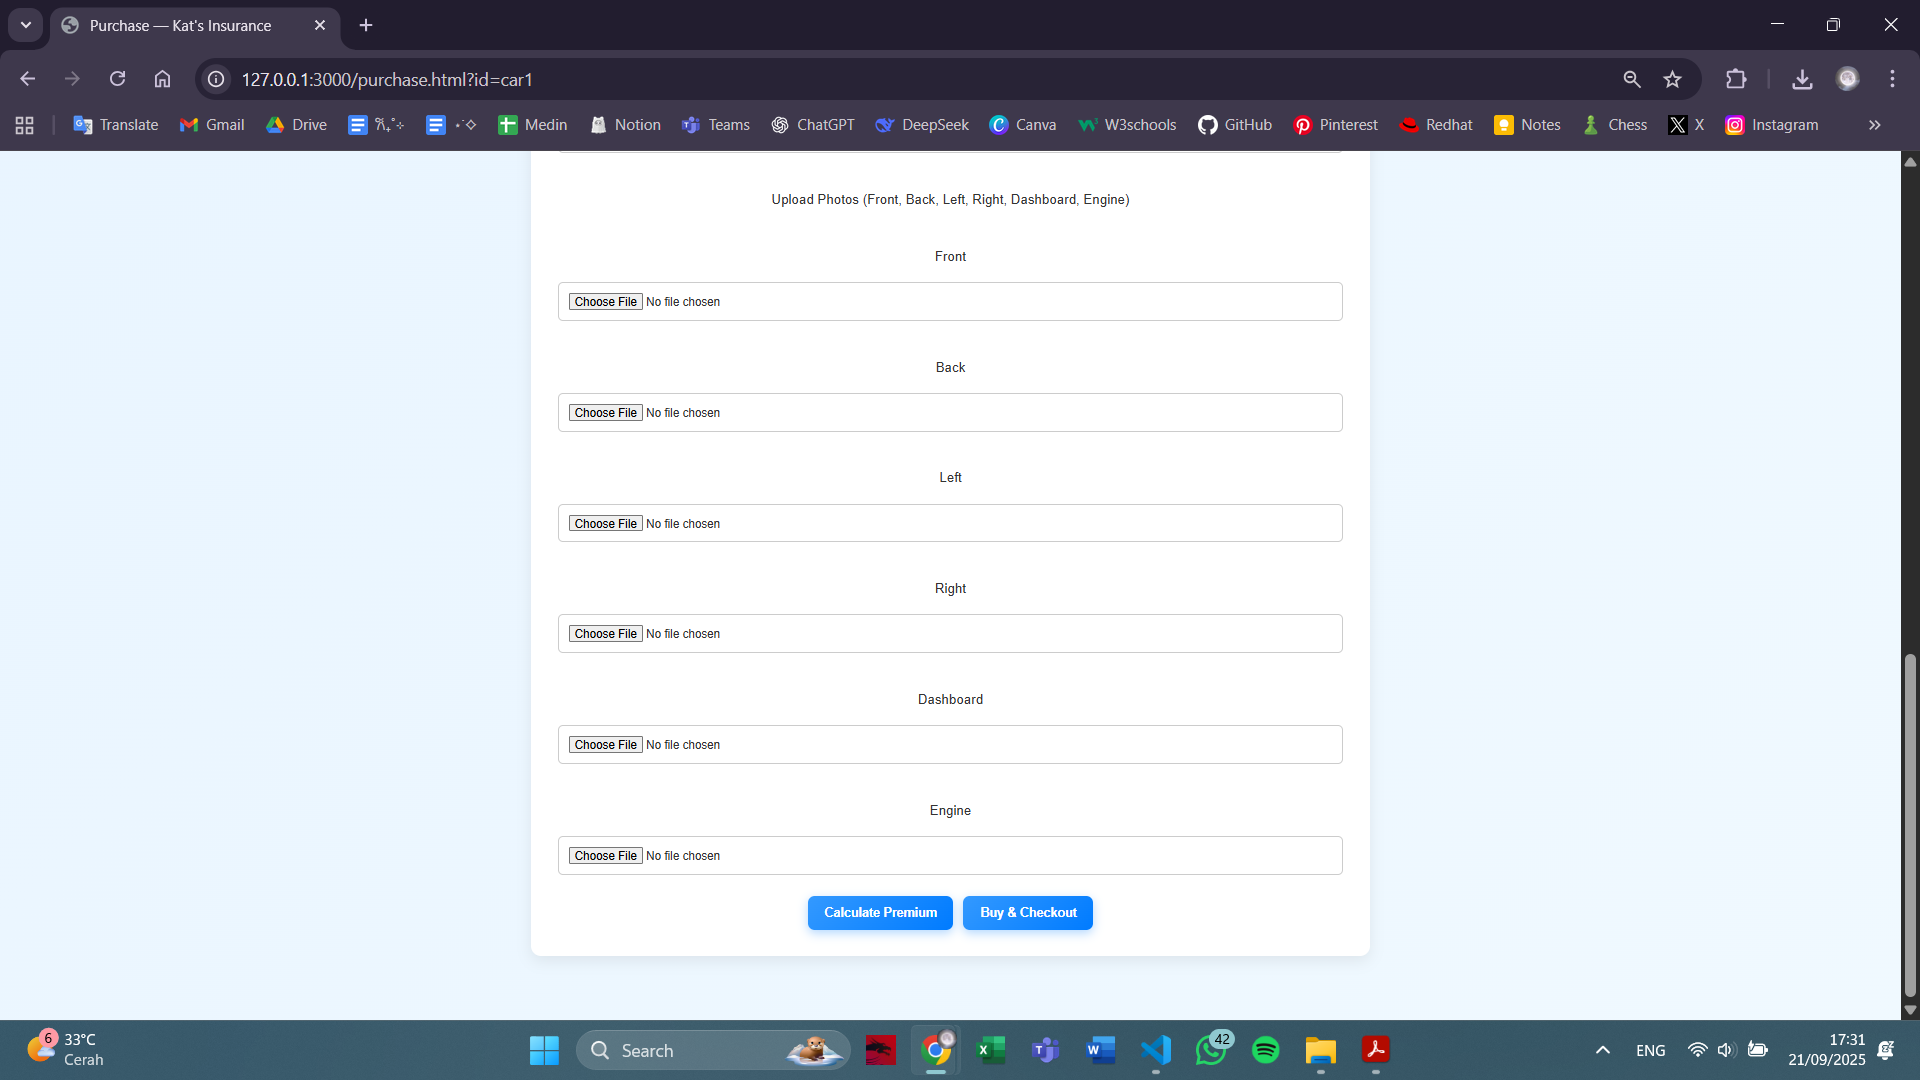 Purchase — Kat's Insurance
127.0.0.1:3000/purchase.html?id=car1
Translate Gmail Drive Medin Notion Teams ChatGPT DeepSeek Canva W3schools GitHub Pinterest Redhat Notes Chess X Instagram
Upload Photos (Front, Back, Left, Right, Dashboard, Engine)
Front
Choose File No file chosen
Back
Choose File No file chosen
Left
Choose File No file chosen
Right
Choose File No file chosen
Dashboard
Choose File No file chosen
Engine
Choose File No file chosen
Calculate Premium Buy & Checkout
6 33°C
Cerah
Search
42
ENG
17:31
21/09/2025